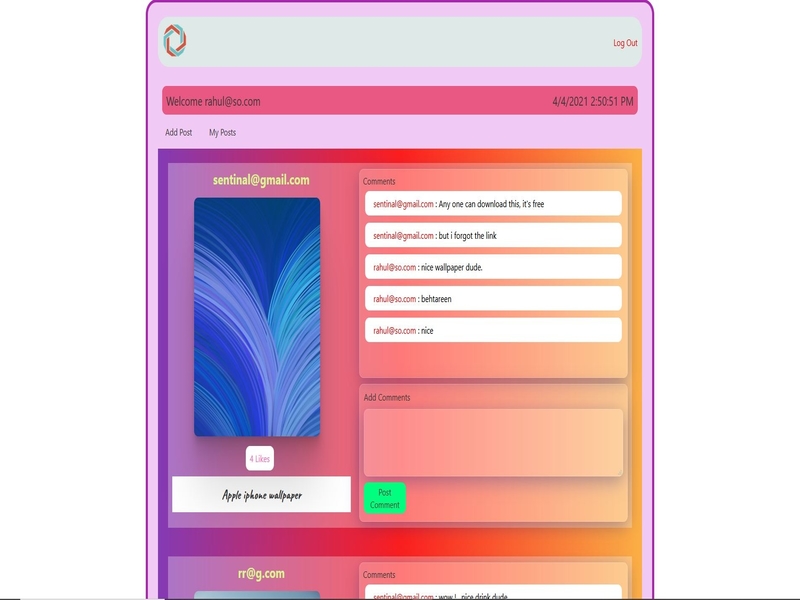 Log Out
Welcome rahul@so.com 4/4/2021 2:50:51 PM
Add Post My Posts
sentinal@gmail.com
4 Likes
Apple iphone wallpaper
Comments
sentinal@gmail.com : Any one can download this, it's free
sentinal@gmail.com : but i forgot the link
rahul@so.com : nice wallpaper dude.
rahul@so.com : behtareen
rahul@so.com : nice
Add Comments
Post
Comment
rr@g.com
Comments
sentinal@gmail.com : wow ! , nice drink dude